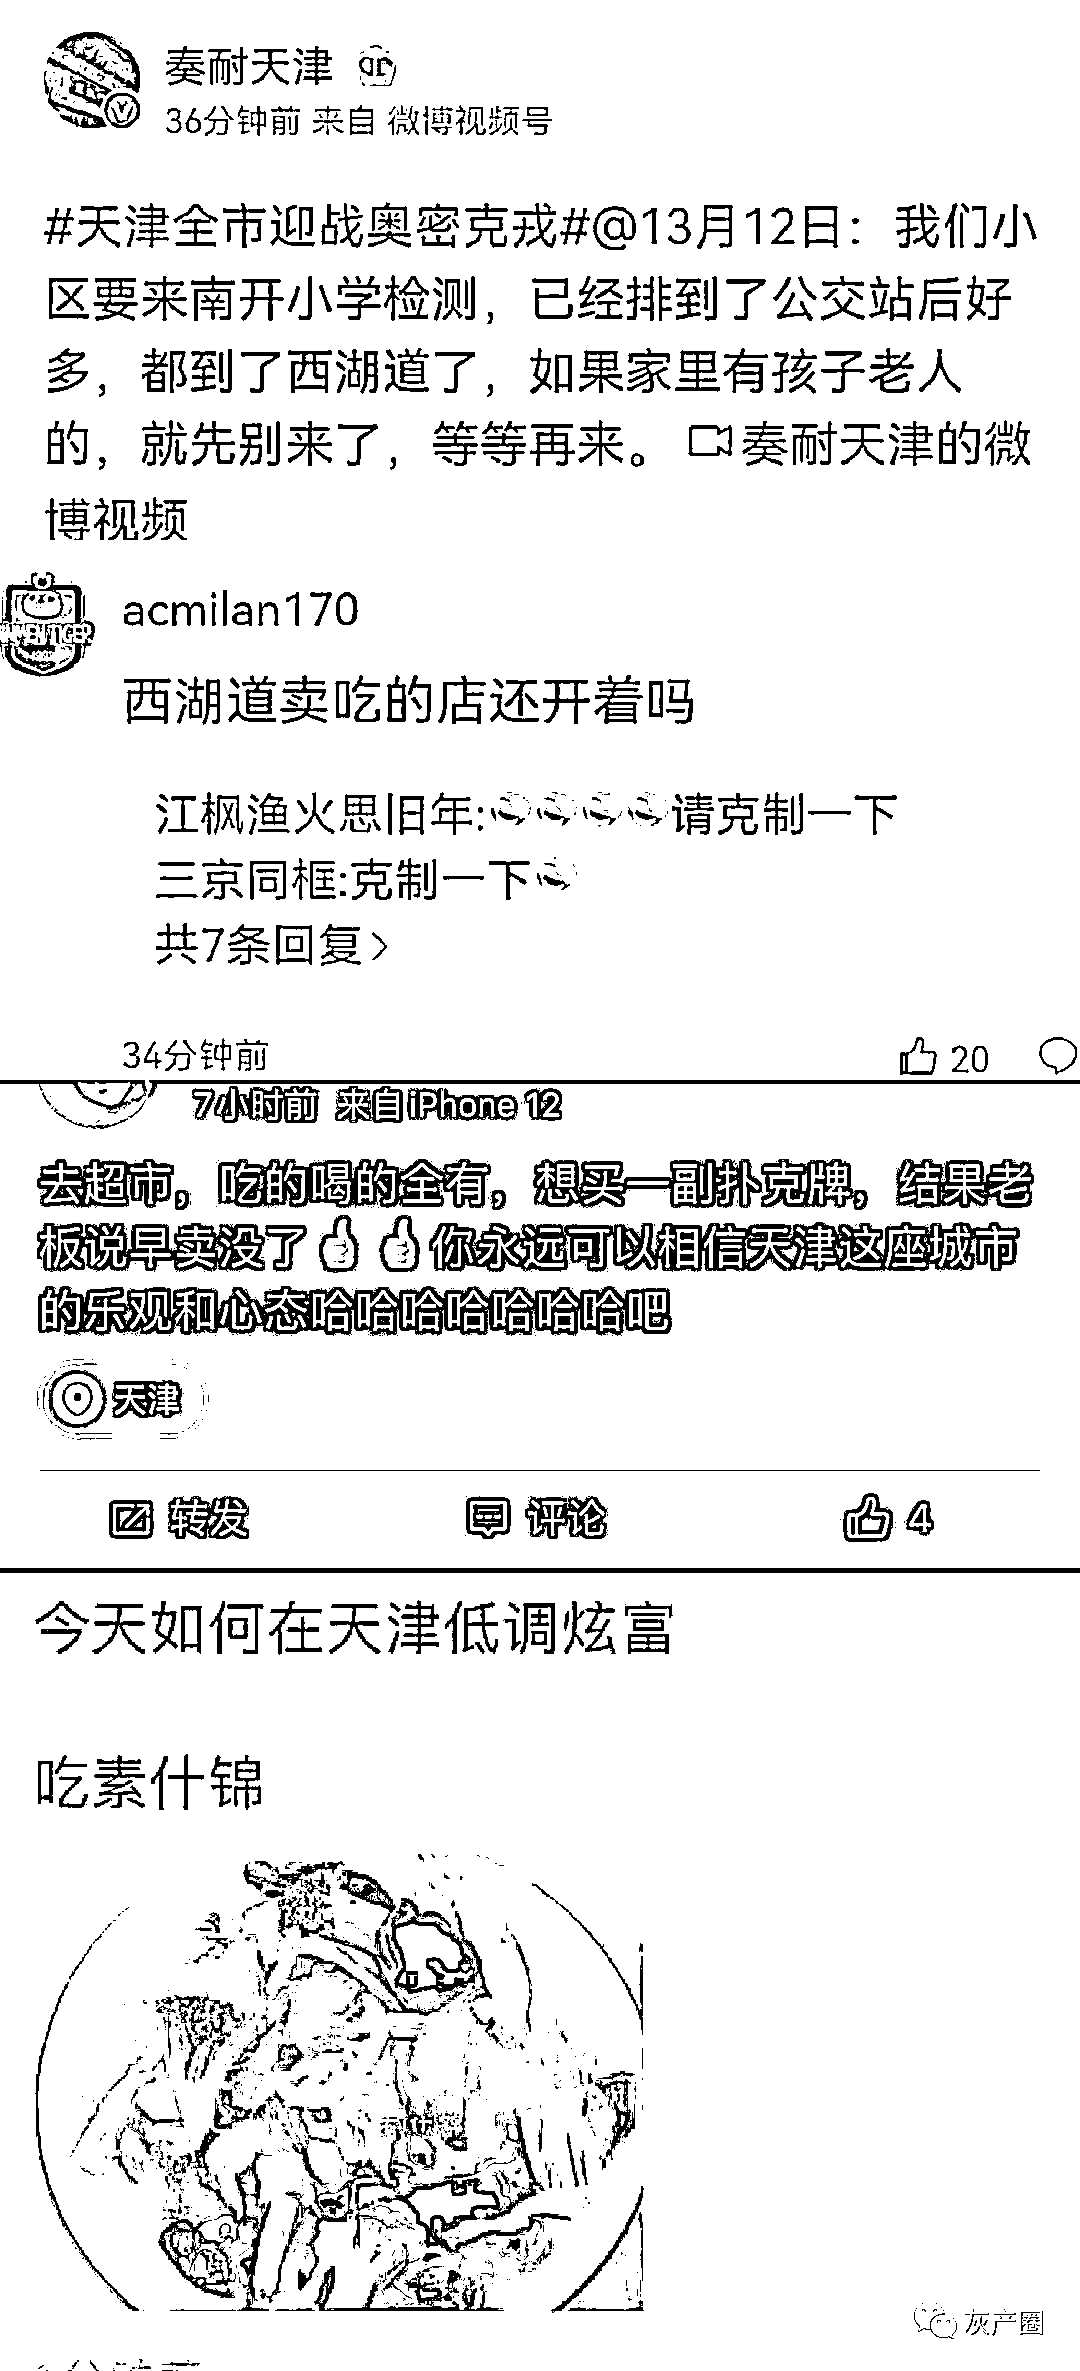 奏耐天津
36分钟前 来自 微博视频号
#天津全市迎战奥密克戎#@13月12日：我们小
区要来南开小学检测，已经排到了公交站后好
多，都到了西湖道了，如果家里有孩子老人
的，就先别来了，等等再来。奏耐天津的微
博视频
acmilan170
西湖道卖吃的店还开着吗
江枫渔火思旧年:请克制一下
三京同框:克制一下
共7条回复>
34分钟前
20
7小时前 来自iPhone 12
去超市，吃的喝的全有，想买一副扑克牌，结果老
板说早卖没了👍👍你永远可以相信天津这座城市
的乐观和心态哈哈哈哈哈哈哈吧
天津
转发 评论 4
今天如何在天津低调炫富
吃素什锦
灰产圈